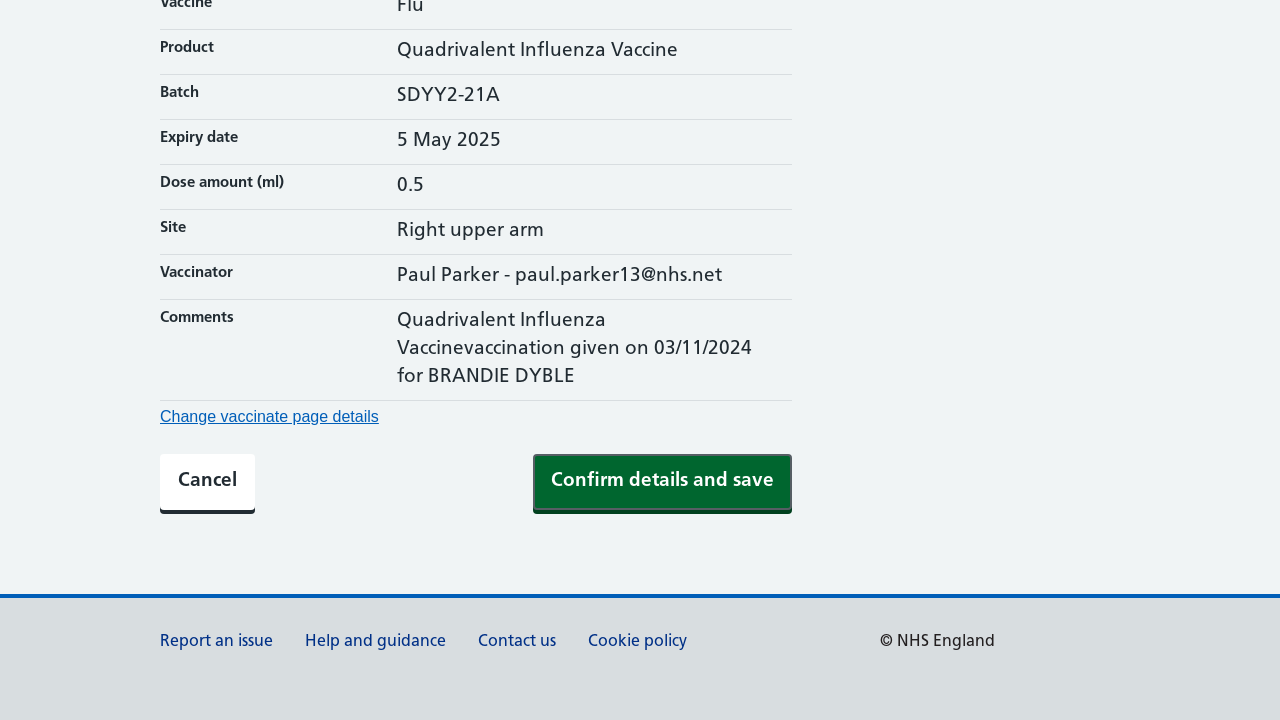 Vaccine Flu
Product Quadrivalent Influenza Vaccine
Batch SDYY2-21A
Expiry date 5 May 2025
Dose amount (ml) 0.5
Site Right upper arm
Vaccinator Paul Parker - paul.parker13@nhs.net
Comments Quadrivalent Influenza
Vaccinevaccination given on 03/11/2024
for BRANDIE DYBLE
Change vaccinate page details
Cancel Confirm details and save
Report an issue Help and guidance Contact us Cookie policy © NHS England